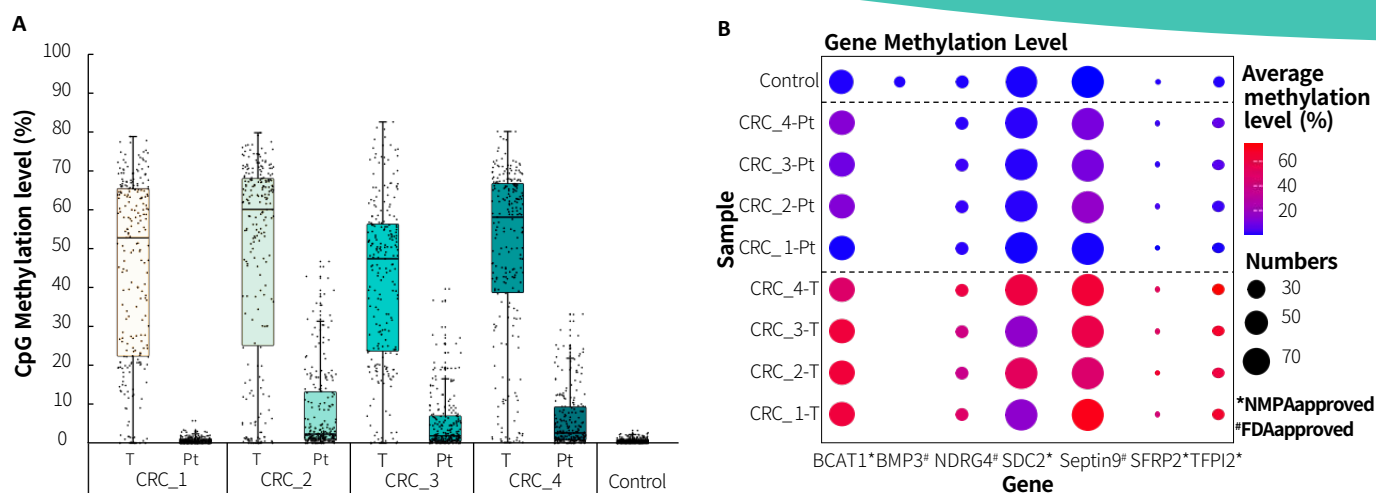 A
CpG Methylation level (%)
100
90
80
70
60
50
40
30
20
10
0
T Pt T Pt T Pt T Pt
CRC_1 CRC_2 CRC_3 CRC_4 Control
B
Gene Methylation Level
Sample
Control
CRC_4-Pt
CRC_3-Pt
CRC_2-Pt
CRC_1-Pt
CRC_4-T
CRC_3-T
CRC_2-T
CRC_1-T
BCAT1* BMP3# NDRG4# SDC2* Septin9# SFRP2* TFPI2*
Gene
Average
methylation
level (%)
60
40
20
Numbers
30
50
70
*NMPAapproved
#FDAapproved